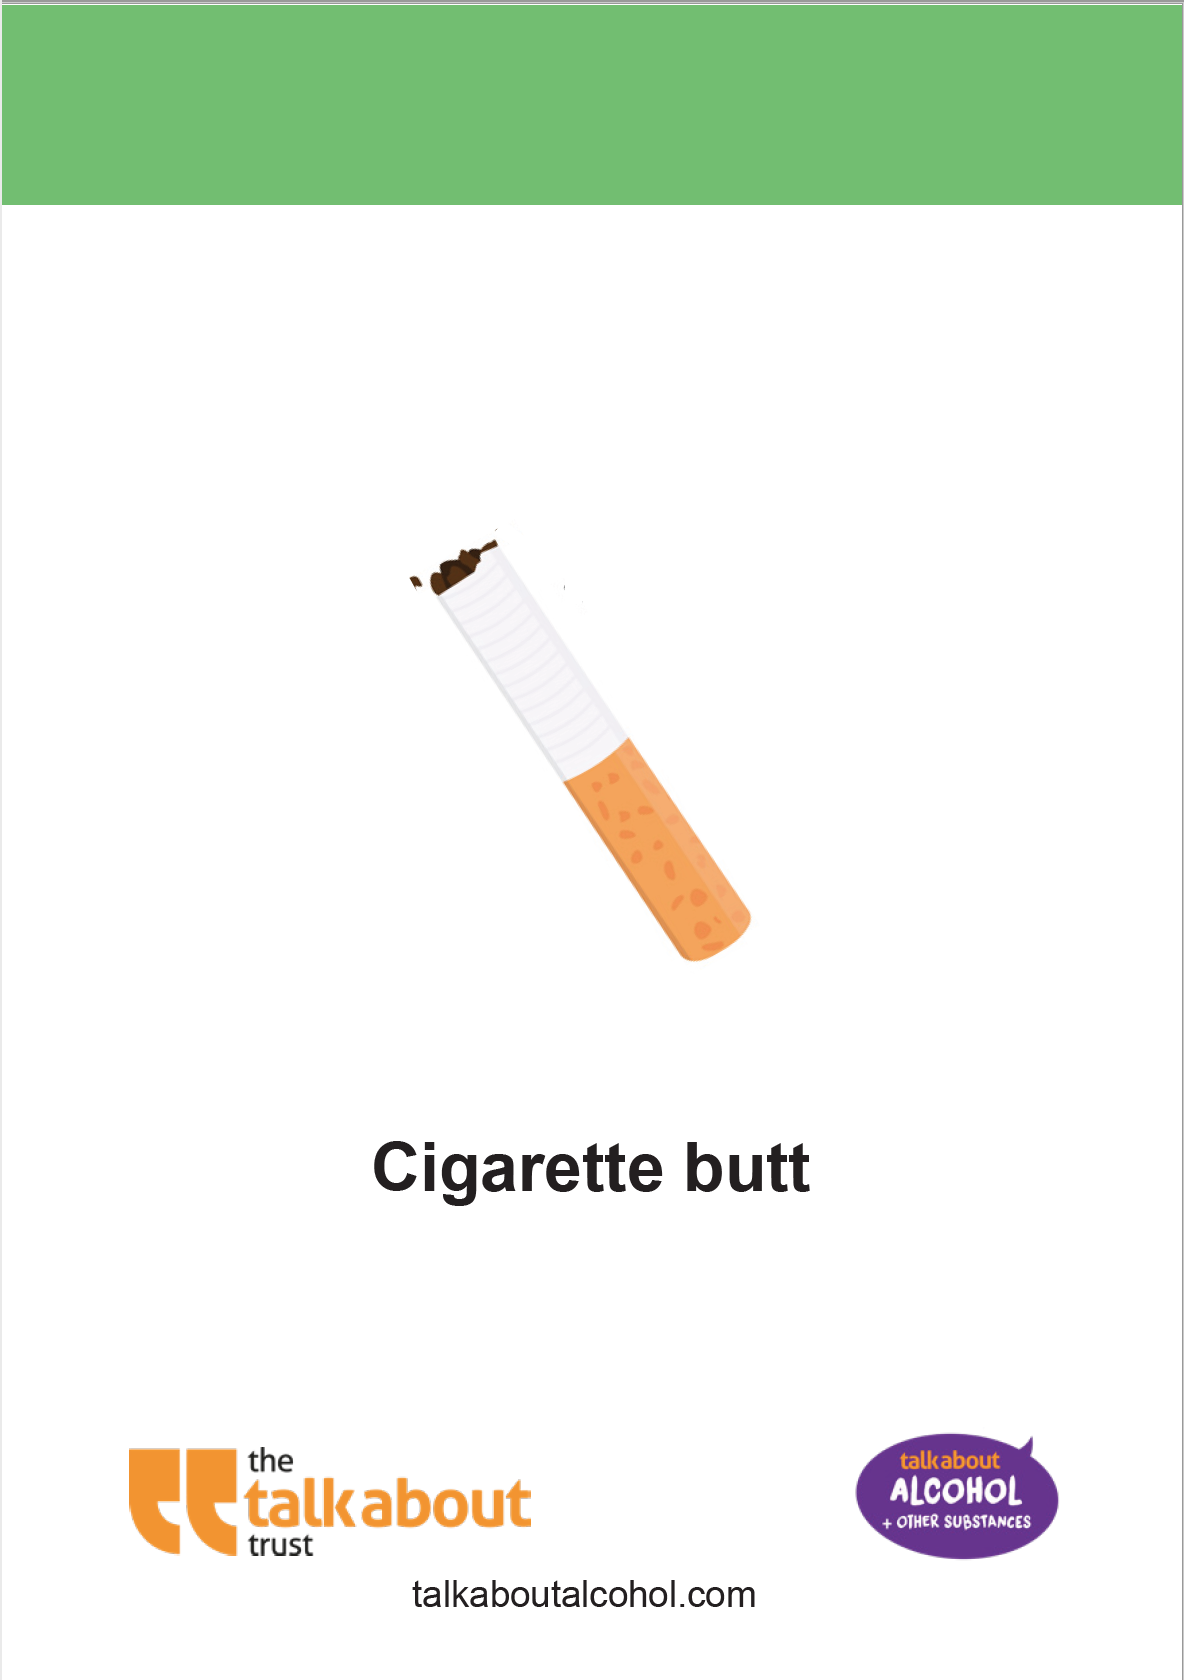 Cigarette butt
the
talkabout
trust
talkabout
ALCOHOL
+ OTHER SUBSTANCES
talkaboutalcohol.com